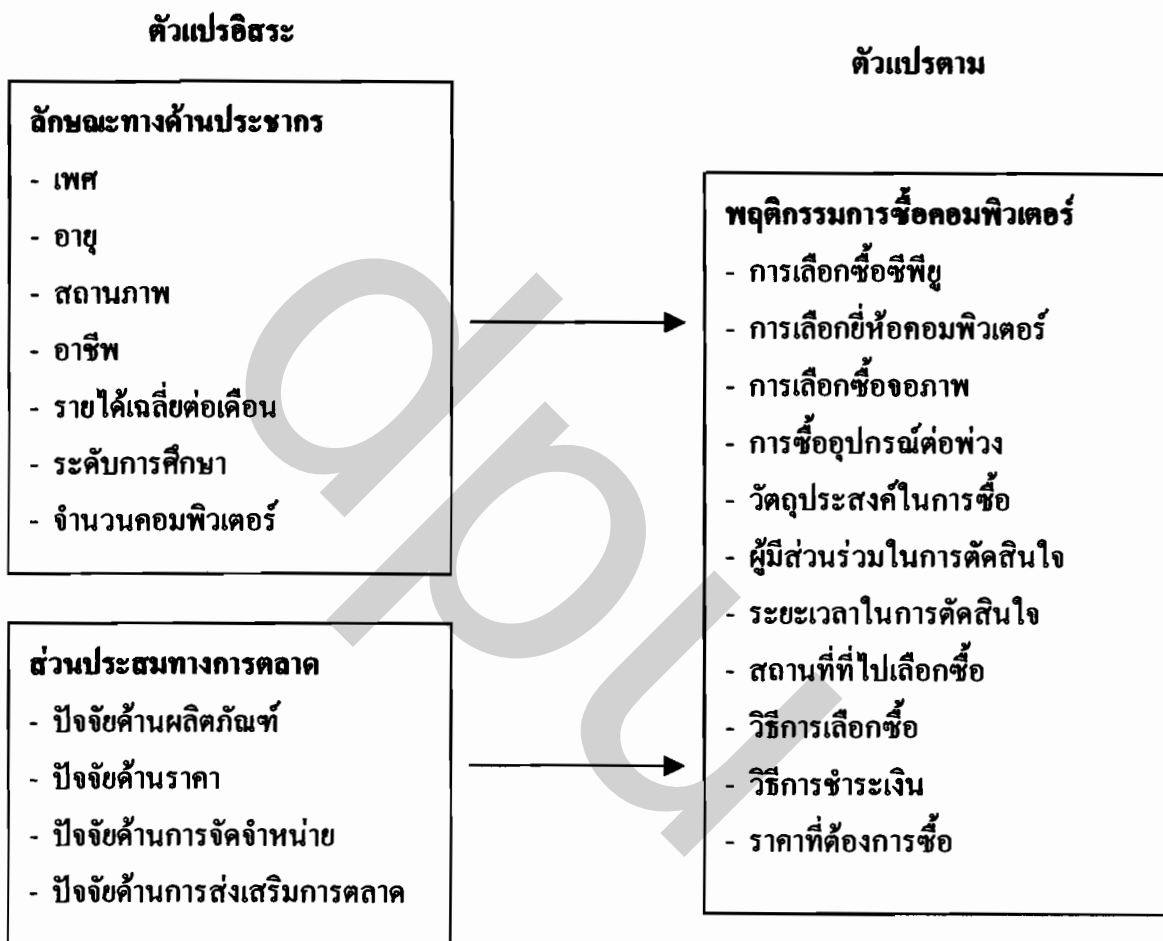 ตัวแปรอิสระ
ลักษณะทางด้านประชากร
- เพศ
- อายุ
- สถานภาพ
- อาชีพ
- รายได้เฉลี่ยต่อเดือน
- ระดับการศึกษา
- จำนวนคอมพิวเตอร์
ส่วนประสมทางการตลาด
- ปัจจัยด้านผลิตภัณฑ์
- ปัจจัยด้านราคา
- ปัจจัยด้านการจัดจำหน่าย
- ปัจจัยด้านการส่งเสริมการตลาด
ตัวแปรตาม
พฤติกรรมการซื้อคอมพิวเตอร์
- การเลือกซื้อซีพียู
- การเลือกยี่ห้อคอมพิวเตอร์
- การเลือกซื้อจอภาพ
- การซื้ออุปกรณ์ต่อพ่วง
- วัตถุประสงค์ในการซื้อ
- ผู้มีส่วนร่วมในการตัดสินใจ
- ระยะเวลาในการตัดสินใจ
- สถานที่ที่ไปเลือกซื้อ
- วิธีการเลือกซื้อ
- วิธีการชำระเงิน
- ราคาที่ต้องการซื้อ
dpu